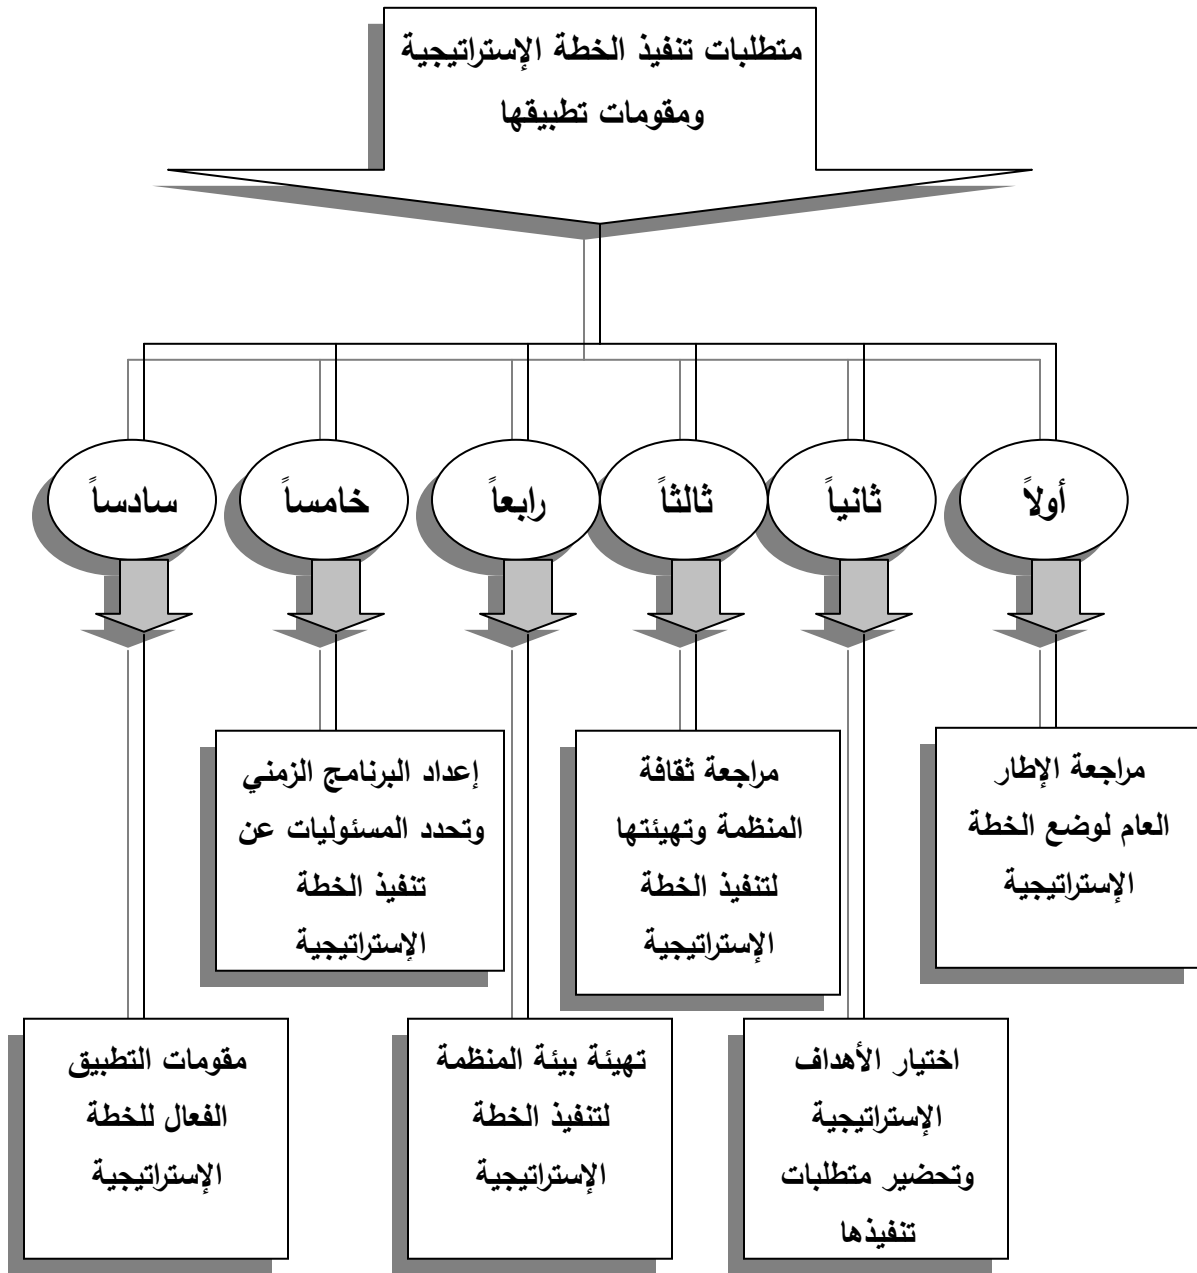 متطلبات تنفيذ الخطة الإستراتيجية
ومقومات تطبيقها
أولاً
ثانياً
ثالثاً
رابعاً
خامساً
سادساً
مراجعة الإطار
العام لوضع الخطة
الإستراتيجية
مراجعة ثقافة
المنظمة وتهيئتها
لتنفيذ الخطة
الإستراتيجية
إعداد البرنامج الزمني
وتحدد المسئوليات عن
تنفيذ الخطة
الإستراتيجية
اختيار الأهداف
الإستراتيجية
وتحضير متطلبات
تنفيذها
تهيئة بيئة المنظمة
لتنفيذ الخطة
الإستراتيجية
مقومات التطبيق
الفعال للخطة
الإستراتيجية